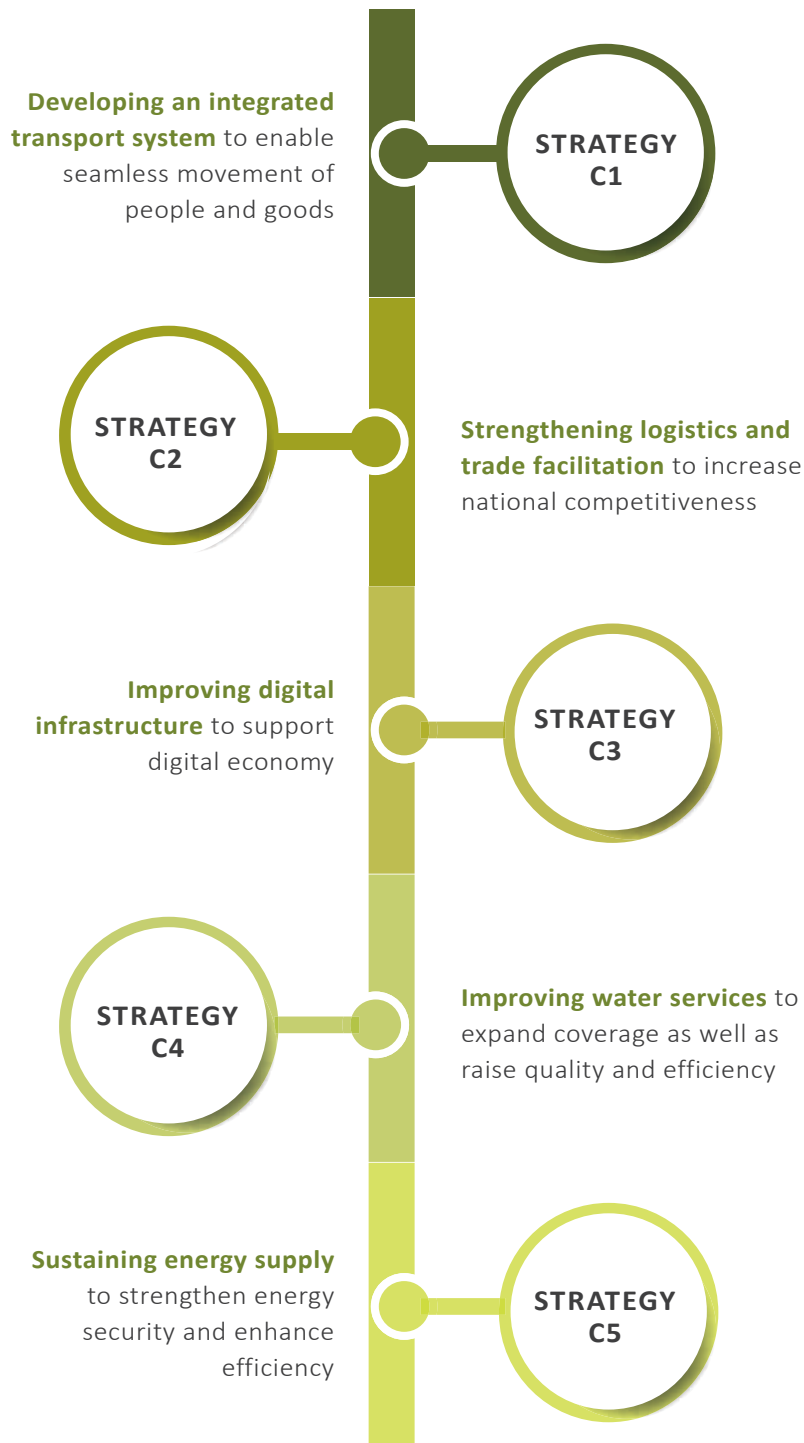 Developing an integrated
transport system to enable
seamless movement of
people and goods
STRATEGY
C1
STRATEGY
C2
Strengthening logistics and
trade facilitation to increase
national competitiveness
Improving digital
infrastructure to support
digital economy
STRATEGY
C3
STRATEGY
C4
Improving water services to
expand coverage as well as
raise quality and efficiency
Sustaining energy supply
to strengthen energy
security and enhance
efficiency
STRATEGY
C5